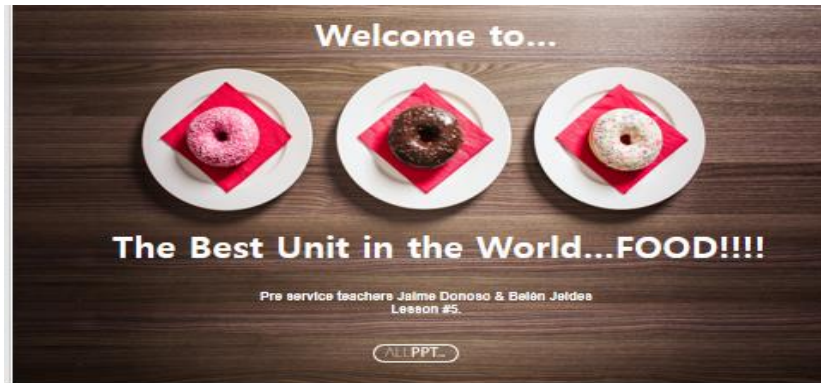 Welcome to...
The Best Unit in the World...FOOD!!!!
Pre service teachers Jaime Donoso & Belén Jeldes
Lesson #5.
ALLPPT